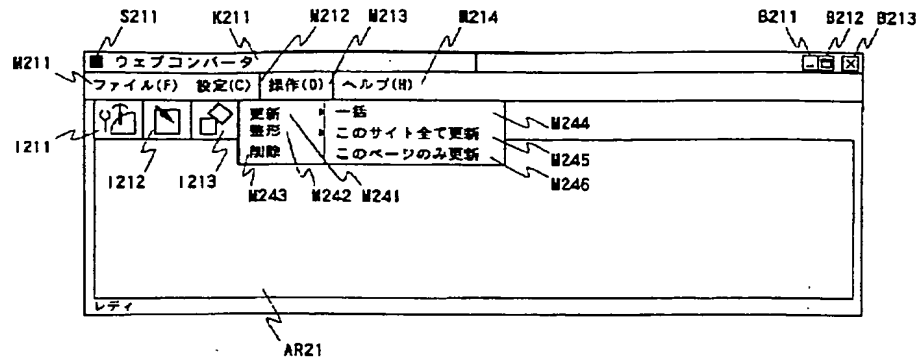 S211 K211 M212 M213 M214 B211 B212 B213
M211
ウェブコンバータ
ファイル(F) 設定(C) 操作(O) ヘルプ(H)
更新 一括
整形 このサイト全て更新
削除 このページのみ更新
M244
M245
M246
I211
I212 I213 M243 M242 M241
レディ
AR21